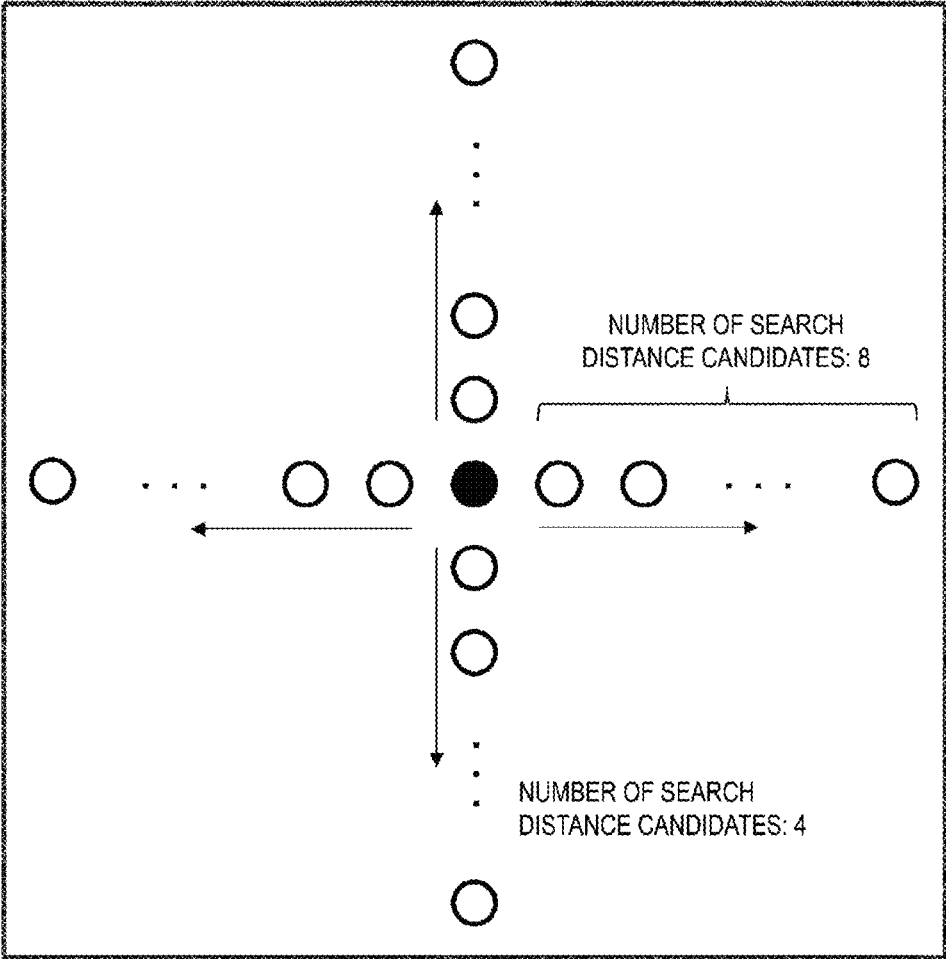 NUMBER OF SEARCH
DISTANCE CANDIDATES: 8
NUMBER OF SEARCH
DISTANCE CANDIDATES: 4